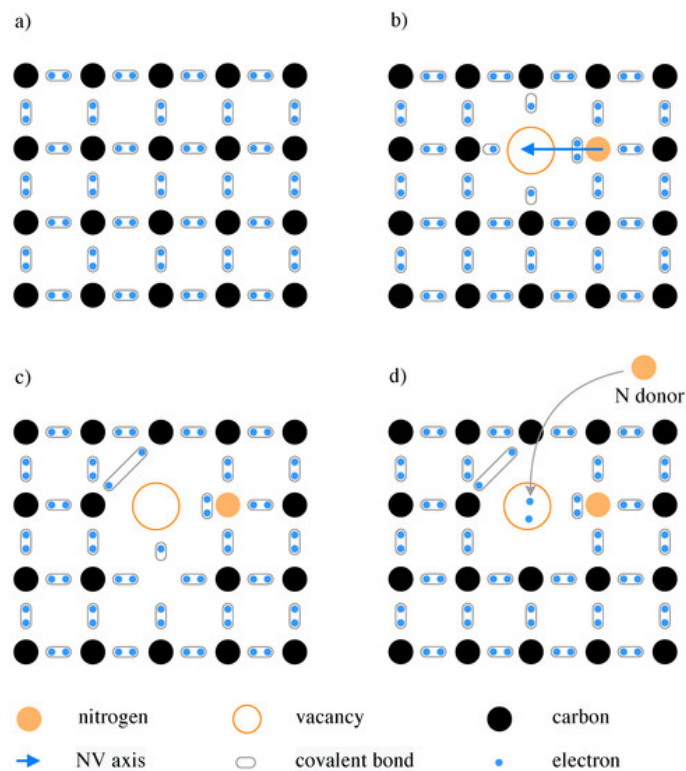 a)
b)
c)
d)
N donor
nitrogen
vacancy
carbon
NV axis
covalent bond
electron